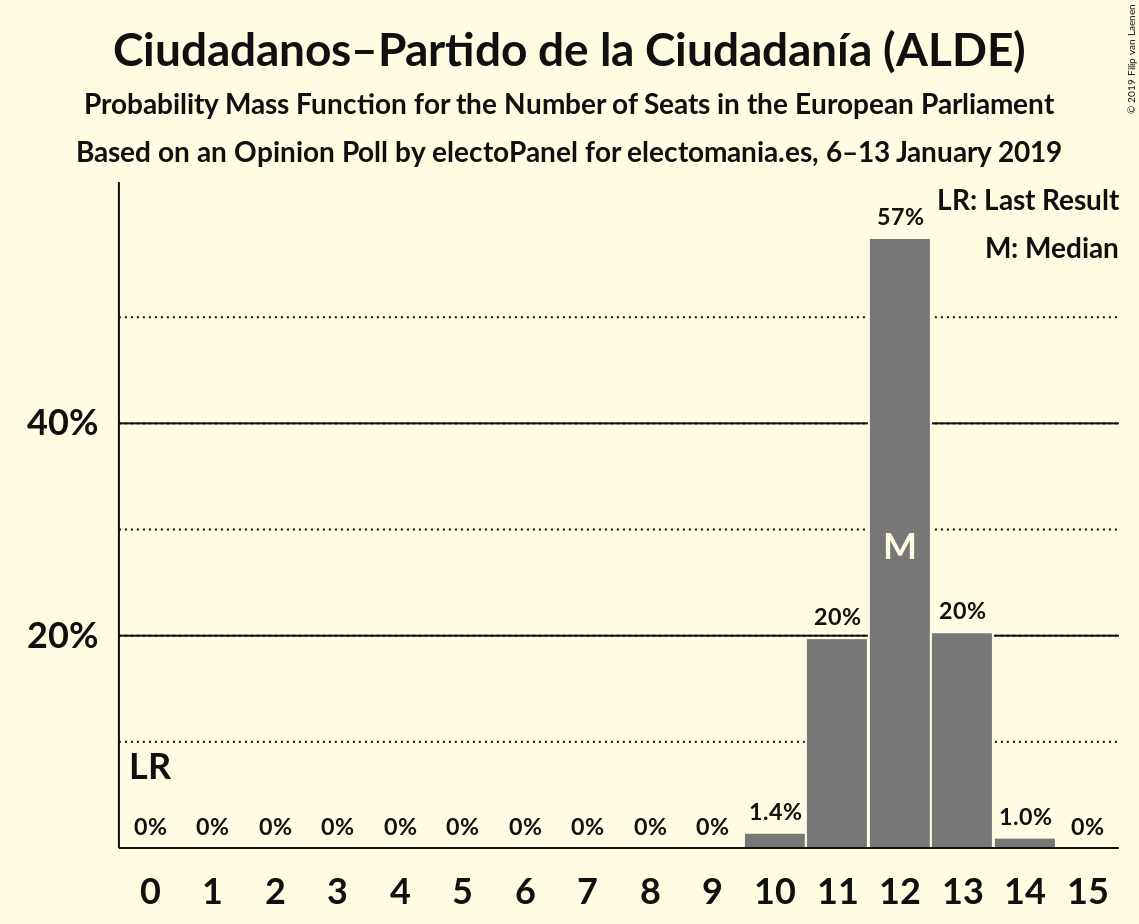 Ciudadanos–Partido de la Ciudadanía (ALDE)
Probability Mass Function for the Number of Seats in the European Parliament
Based on an Opinion Poll by electoPanel for electomania.es, 6–13 January 2019
© 2019 Filip van Laenen
LR: Last Result
M: Median
57%
40%
M
20% 20%
20%
LR
0% 0% 0% 0% 0% 0% 0% 0% 0% 0% 1.4% 1.0% 0%
0 1 2 3 4 5 6 7 8 9 10 11 12 13 14 15